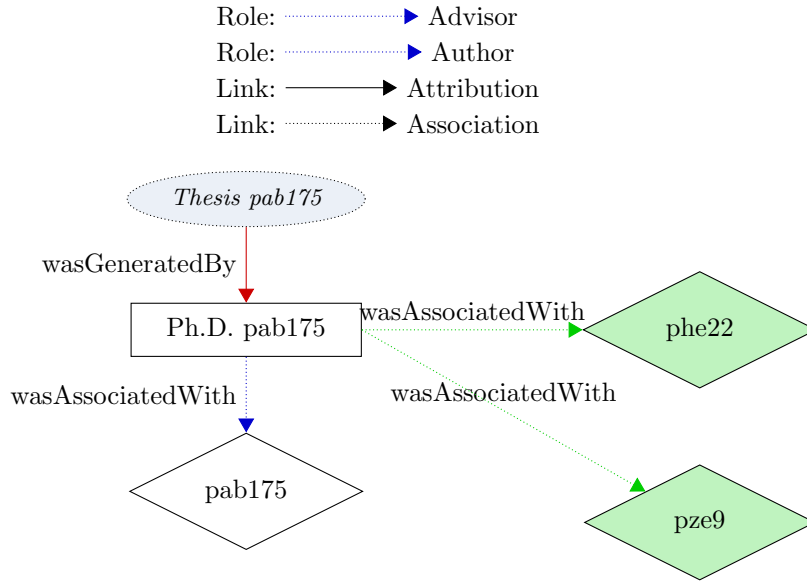 Role: Advisor
Role: Author
Link: Attribution
Link: Association
Thesis pab175
wasGeneratedBy
Ph.D. pab175
wasAssociatedWith
phe22
wasAssociatedWith
wasAssociatedWith
pab175
pze9